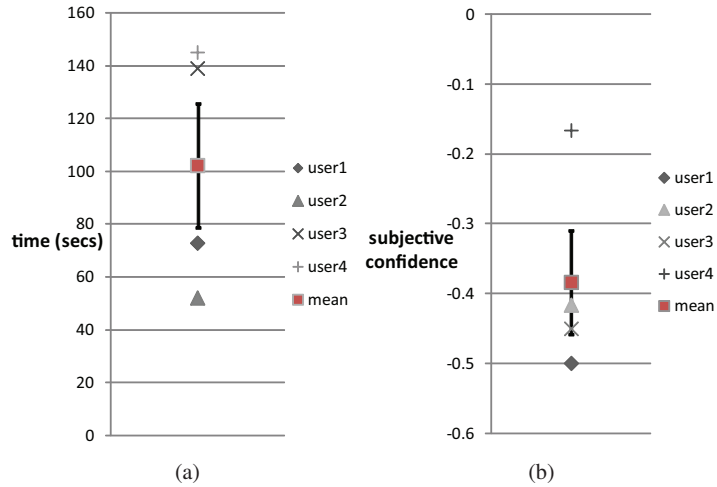 160
140
120
100
80
60
40
20
0
time (secs)
user1
user2
user3
user4
mean
(a)
0
-0.1
-0.2
-0.3
-0.4
-0.5
-0.6
subjective
confidence
user1
user2
user3
user4
mean
(b)